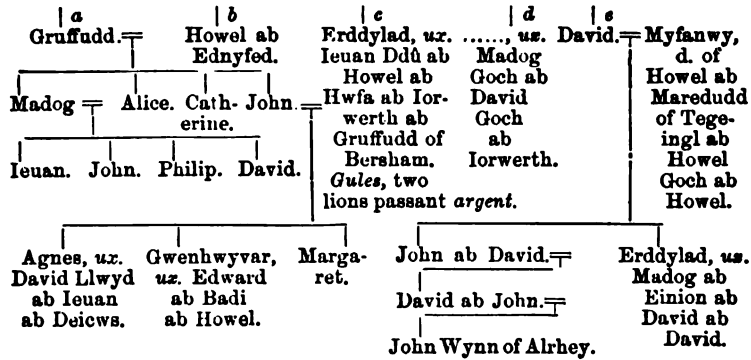 a b c d e
Gruffudd. Howel ab Erddylad, ux. ......, ux. David. Myfanwy,
Ednyfed. Ieuan Ddû ab Madog d. of
Howel ab Goch ab Howel ab
Madog Alice. Cath- John. Hwfa ab Ior- David Maredudd
erine. werth ab Goch of Tege-
Gruffudd of ab ingl ab
Ieuan. John. Philip. David. Bersham. Iorwerth. Howel
Gules, two Goch ab
lions passant argent. Howel.
Agnes, ux. Gwenhwyvar, Marga- John ab David. Erddylad, ux.
David Llwyd ux. Edward ret. Madog ab
ab Ieuan ab Badi David ab John. Einion ab
ab Deicws. ab Howel. David ab
John Wynn of Alrhey. David.